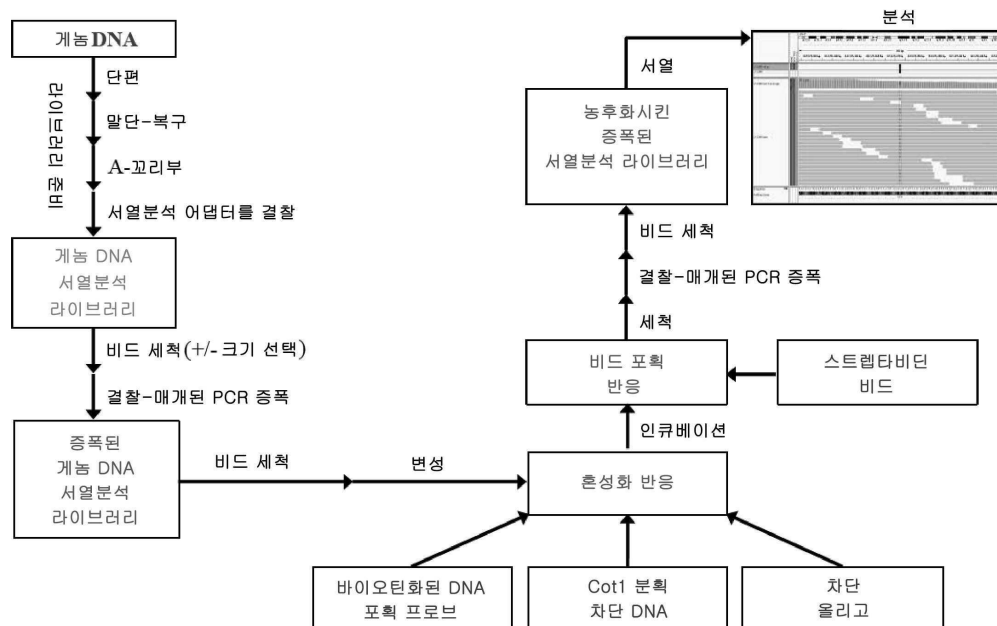 게놈DNA
단편
라이브러리 준비
말단-복구
A-꼬리부
서열분석 어댑터를 결찰
게놈 DNA
서열분석
라이브러리
비드 세척(+/- 크기 선택)
결찰-매개된 PCR 증폭
증폭된
게놈 DNA
서열분석
라이브러리
비드 세척
변성
혼성화 반응
바이오틴화된 DNA
포획 프로브
Cot1 분획
차단 DNA
차단
올리고
인큐베이션
비드 포획
반응
스트렙타비딘
비드
세척
결찰-매개된 PCR 증폭
비드 세척
농후화시킨
증폭된
서열분석 라이브러리
서열
분석